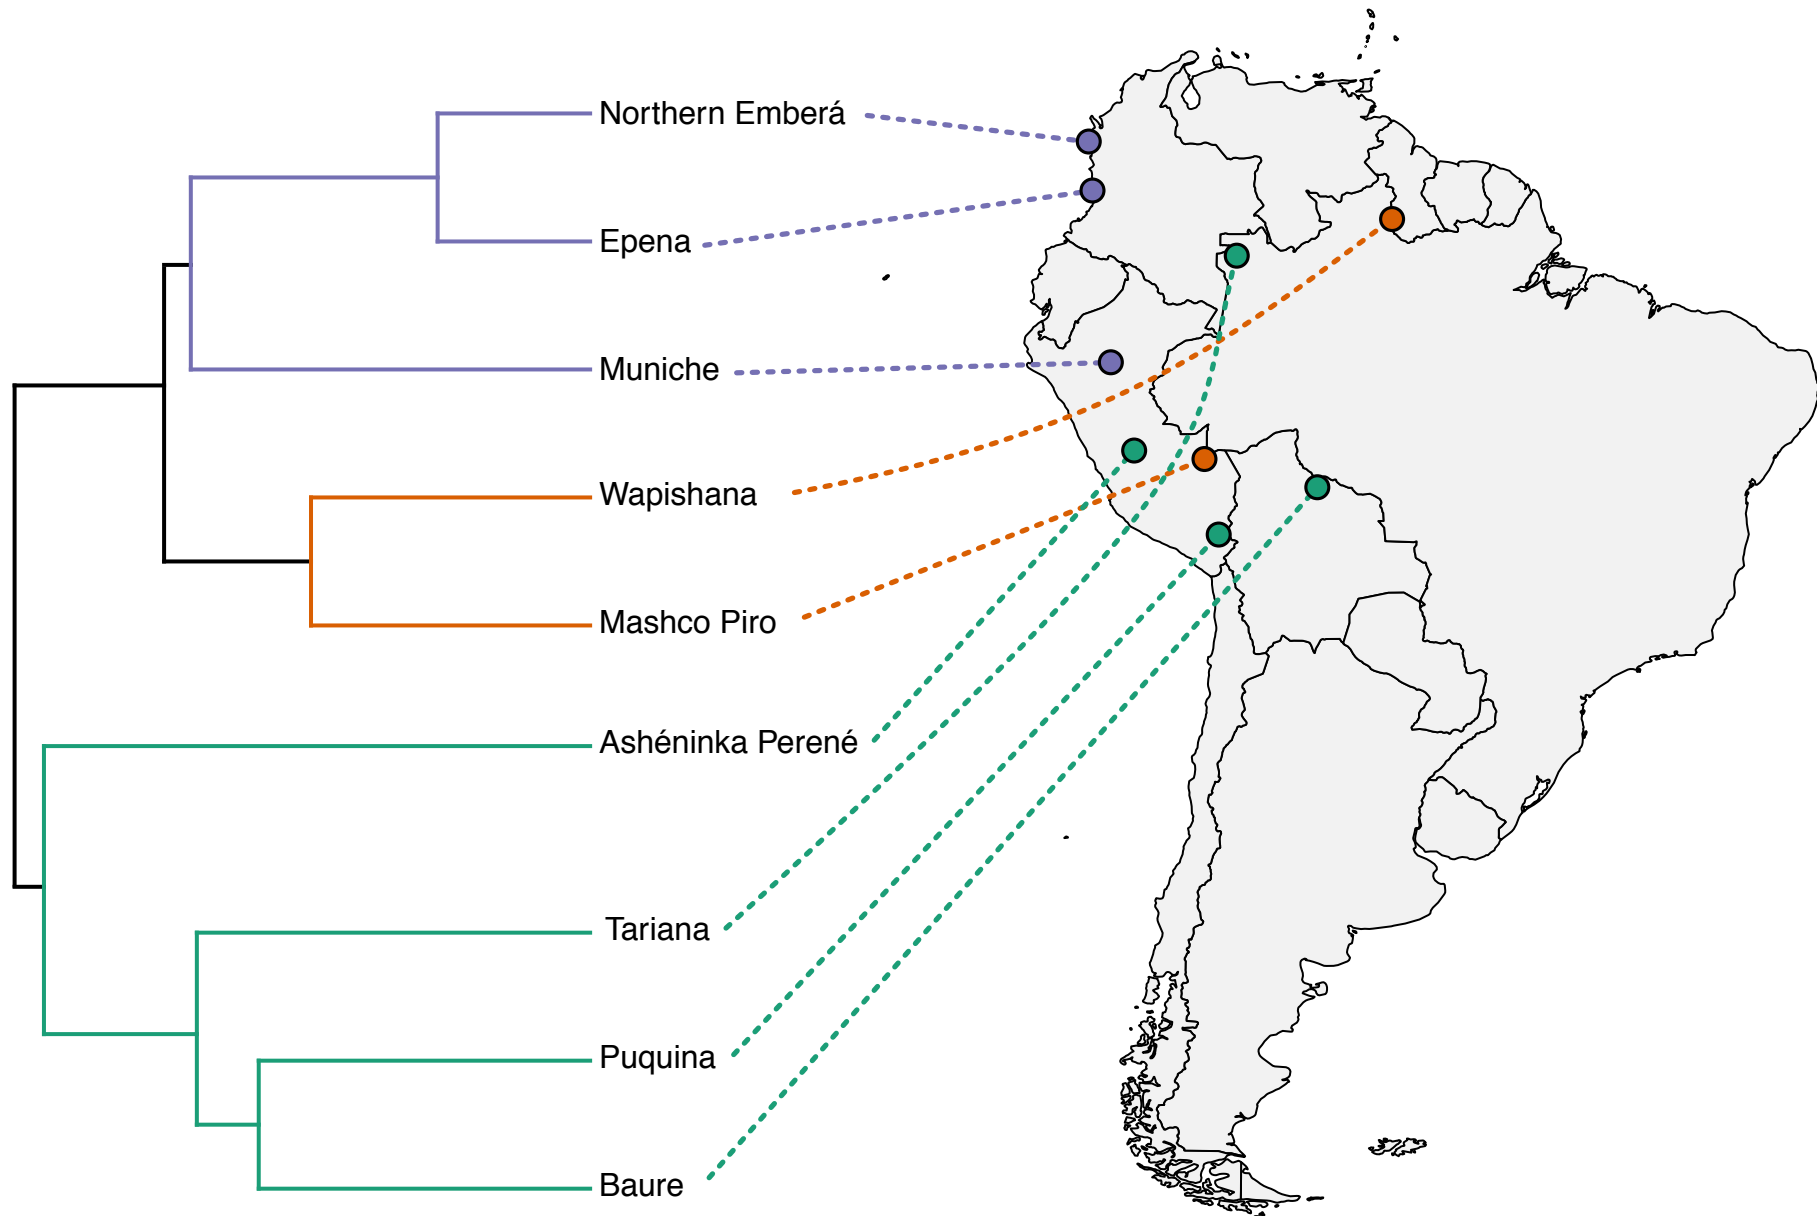 Northern Emberá
Epena
Muniche
Wapishana
Mashco Piro
Ashéninka Perené
Tariana
Puquina
Baure